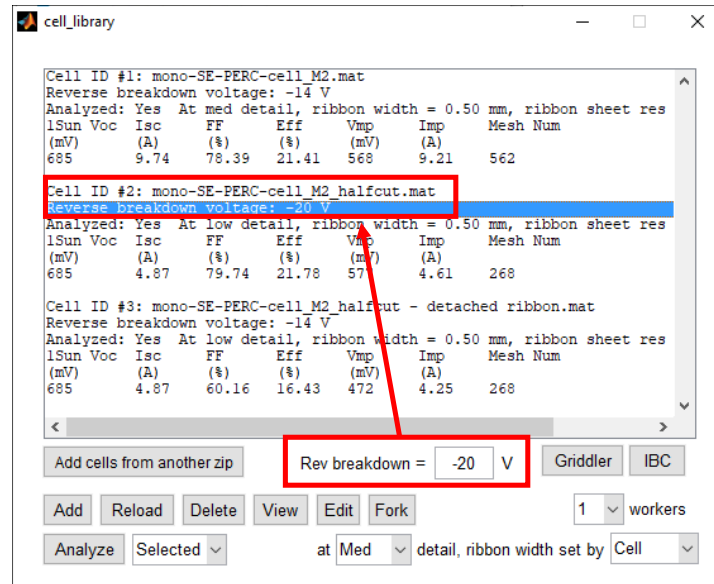 cell_library
Cell ID #1: mono-SE-PERC-cell_M2.mat
Reverse breakdown voltage: -14 V
Analyzed: Yes At med detail, ribbon width = 0.50 mm, ribbon sheet res
1Sun Voc Isc FF Eff Vmp Imp Mesh Num
(mV) (A) (%) (%) (mV) (A)
685 9.74 78.39 21.41 568 9.21 562
Cell ID #2: mono-SE-PERC-cell_M2_halfcut.mat
Reverse breakdown voltage: -20 V
Analyzed: Yes At low detail, ribbon width = 0.50 mm, ribbon sheet res
1Sun Voc Isc FF Eff Vmp Imp Mesh Num
(mV) (A) (%) (%) (mV) (A)
685 4.87 79.74 21.78 4.61 268
Cell ID #3: mono-SE-PERC-cell_M2_halfcut - detached ribbon.mat
Reverse breakdown voltage: -14 V
Analyzed: Yes At low detail, ribbon width = 0.50 mm, ribbon sheet res
1Sun Voc Isc FF Eff Vmp Imp Mesh Num
(mV) (A) (%) (%) (mV) (A)
685 4.87 60.16 16.43 472 4.25 268
Add cells from another zip Rev breakdown = -20 V Griddler IBC
Add Reload Delete View Edit Fork 1 workers
Analyze Selected at Med detail, ribbon width set by Cell